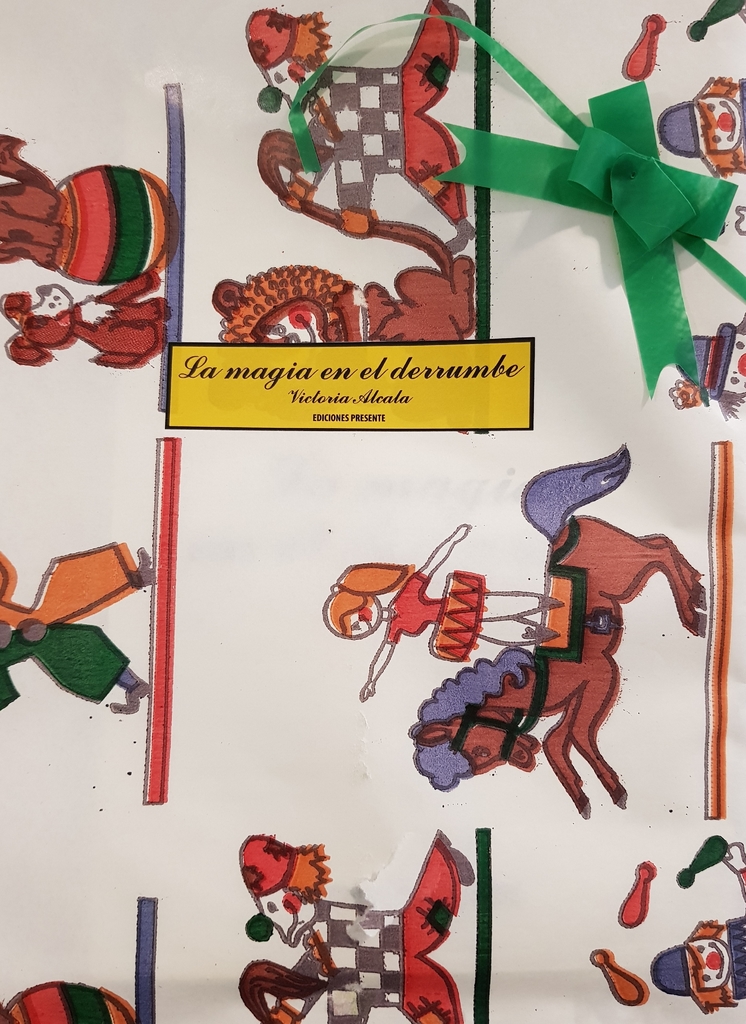 La magia en el derrumbe
Victoria Alcala
EDICIONES PRESENTE